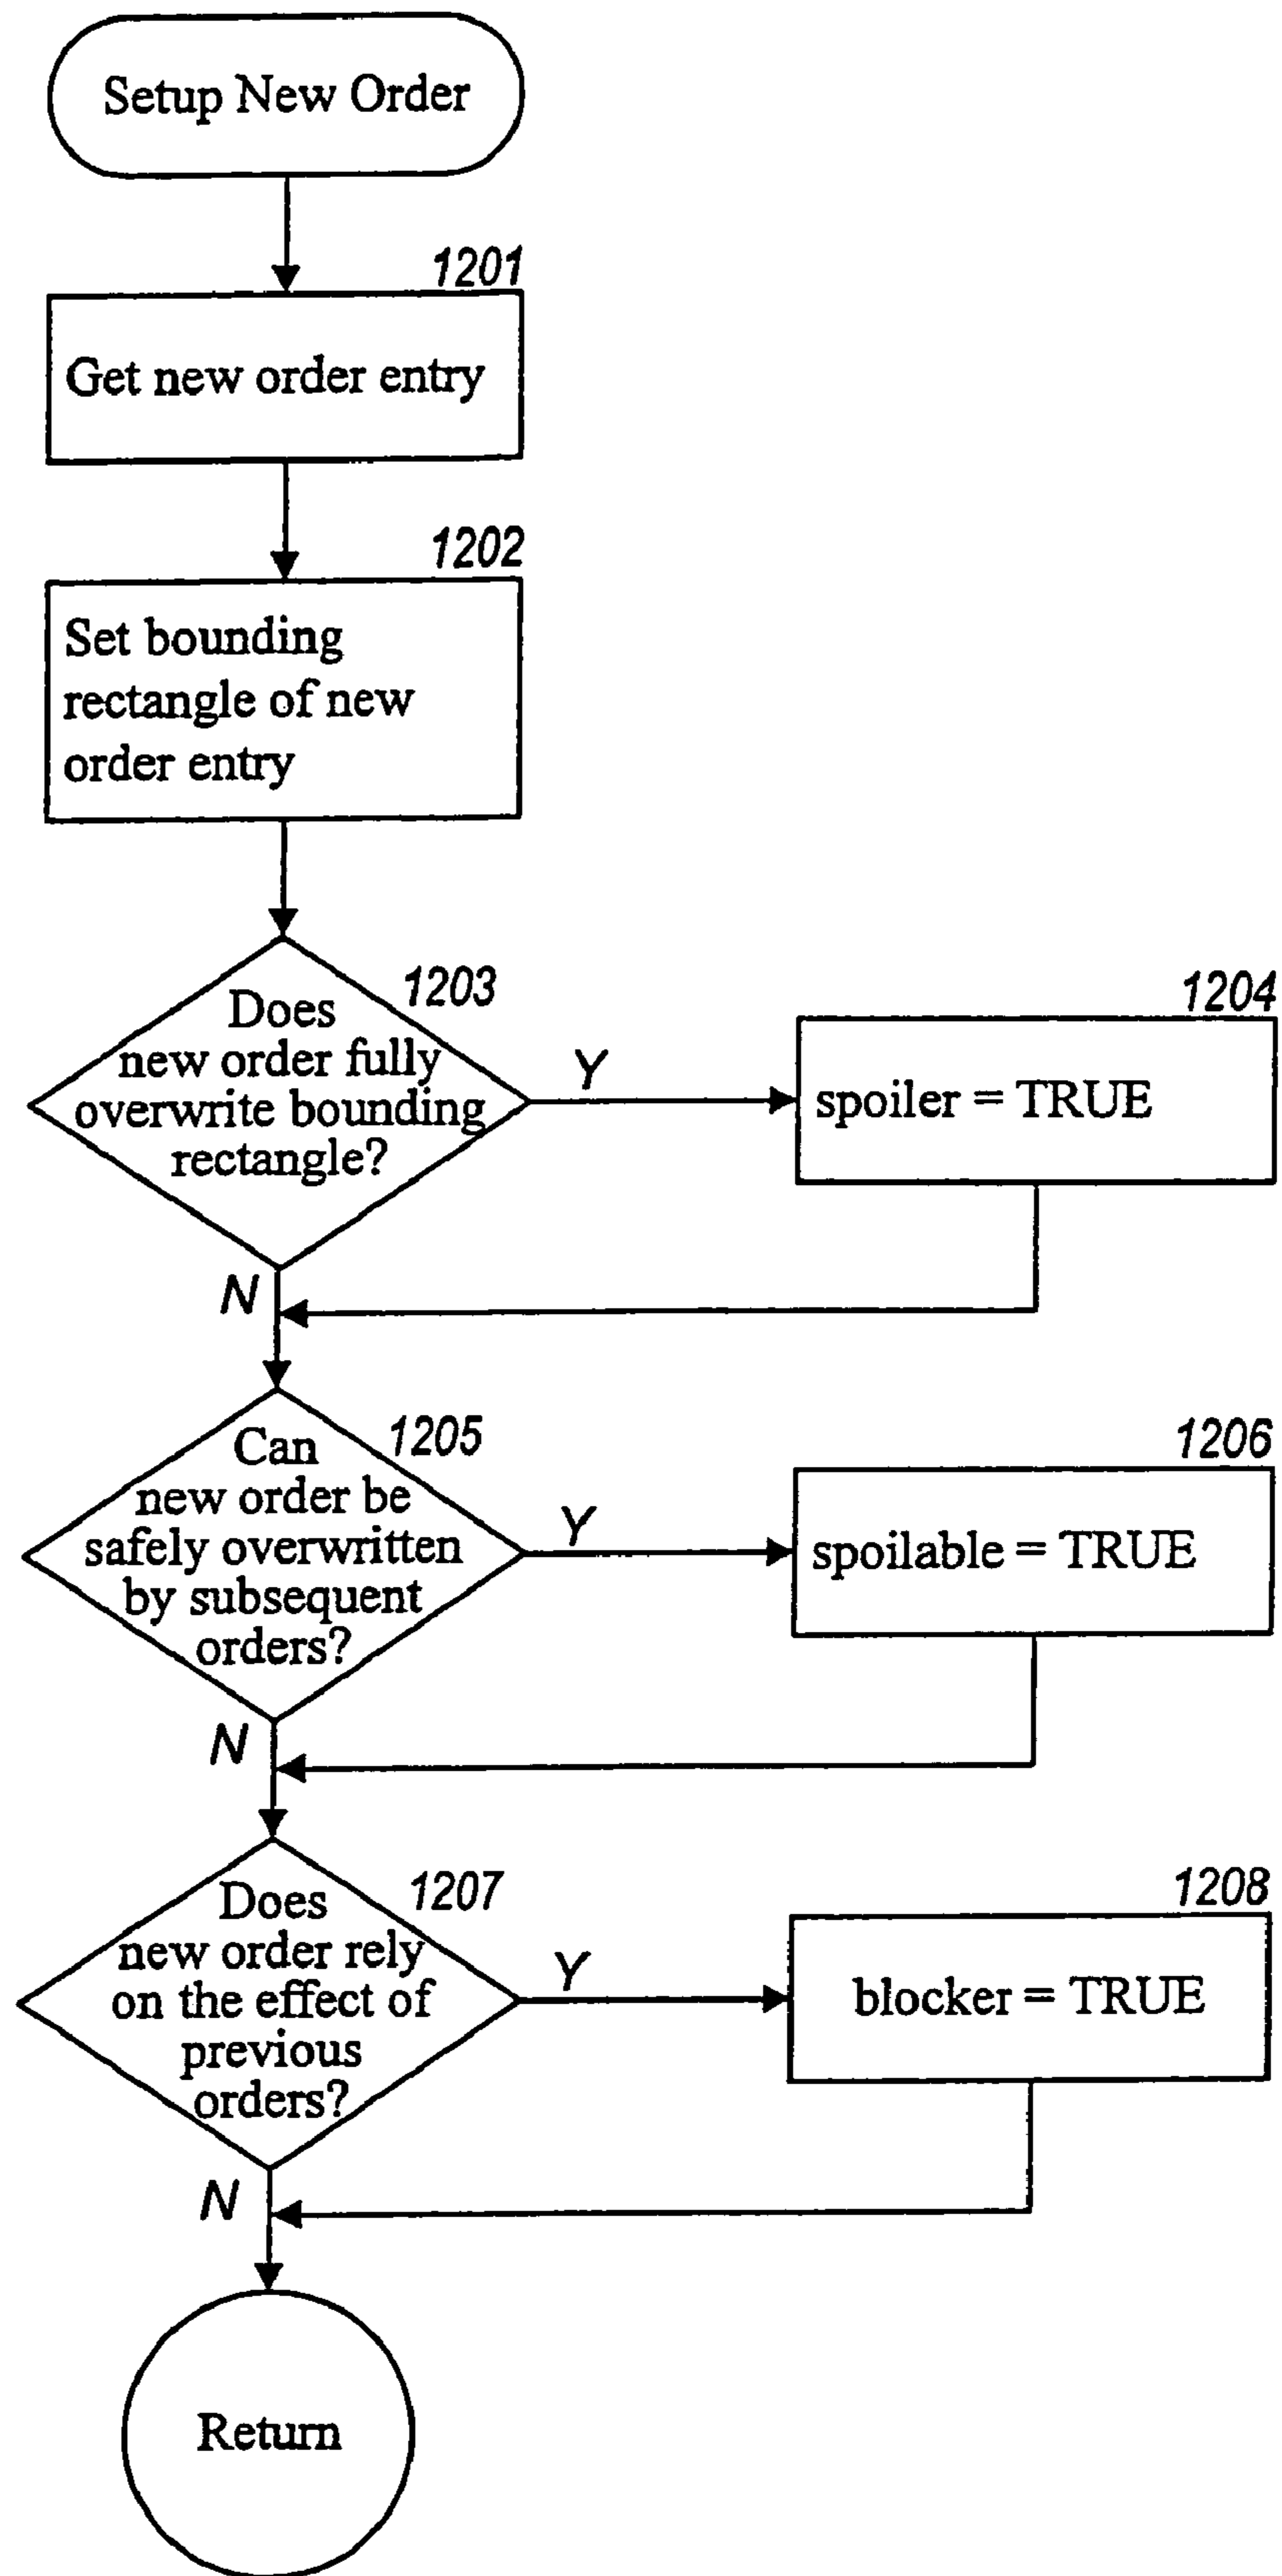 Setup New Order
1201
Get new order entry
1202
Set bounding
rectangle of new
order entry
1203
Does
new order fully
overwrite bounding
rectangle?
Y
1204
spoiler = TRUE
N
1205
Can
new order be
safely overwritten
by subsequent
orders?
Y
1206
spoilable = TRUE
N
1207
Does
new order rely
on the effect of
previous
orders?
Y
1208
blocker = TRUE
N
Return